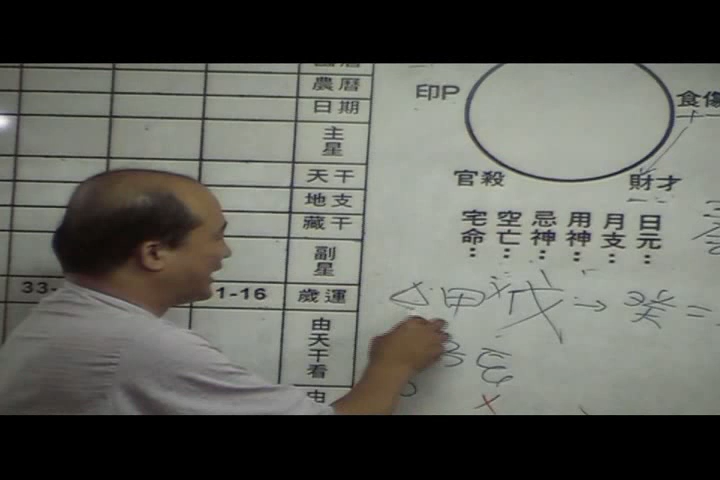 農曆
日期
主星
天干
地支
藏干
副星
33- 1-16 歲運
由天干看
印P
食傷
官殺
財才
宅命：
空亡：
忌神：
用神：
月支：
日元：
甲戊→癸=